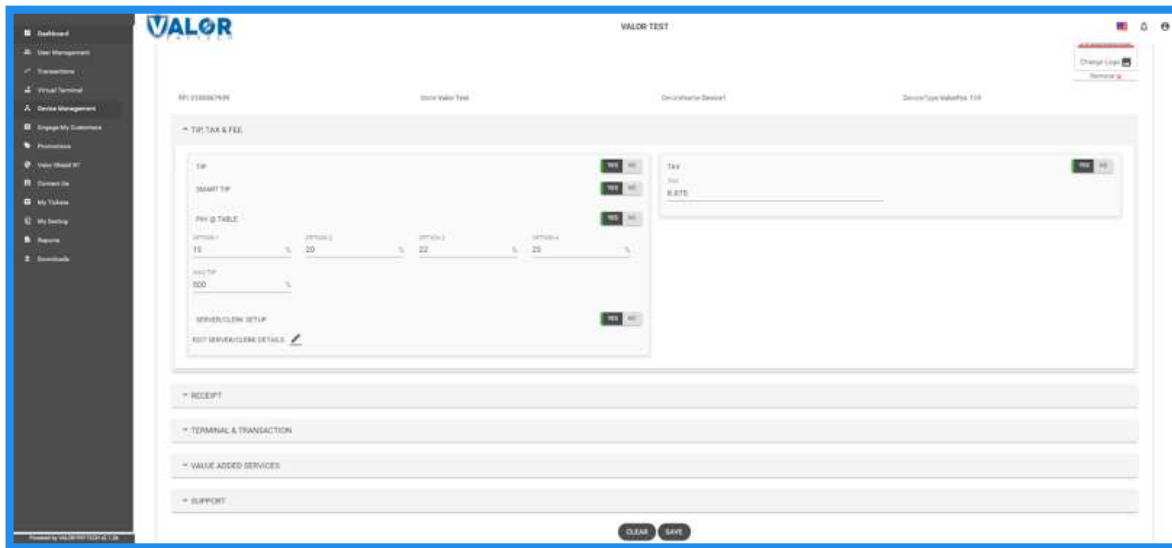 VALOR
PAYTECH
VALOR TEST
Dashboard
User Management
Transactions
Virtual Terminal
Device Management
Engage My Customers
Promotions
Valor Shield
Contact Us
My Tickets
My Desktop
Reports
Downloads
Change Logo
Remove
Store Valor Test
DeviceName Device1
DeviceType ValorPos 110
TIP, TAX & FEE
TIP YES NO
SMART TIP YES NO
PAY @ TABLE YES NO
OPTION-1 OPTION-2 OPTION-3 OPTION-4
15 % 20 % 22 % 25 %
MAX TIP
500 %
SERVER/CLERK SETUP YES NO
EDIT SERVER/CLERK DETAILS
TAX YES NO
TAX
RECEIPT
TERMINAL & TRANSACTION
VALUE ADDED SERVICES
SUPPORT
CLEAR SAVE